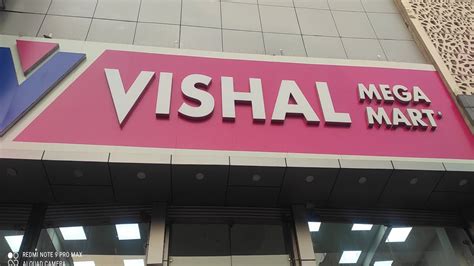 VISHAL MEGA
MART
REDMI NOTE 9 PRO MAX
AI QUAD CAMERA